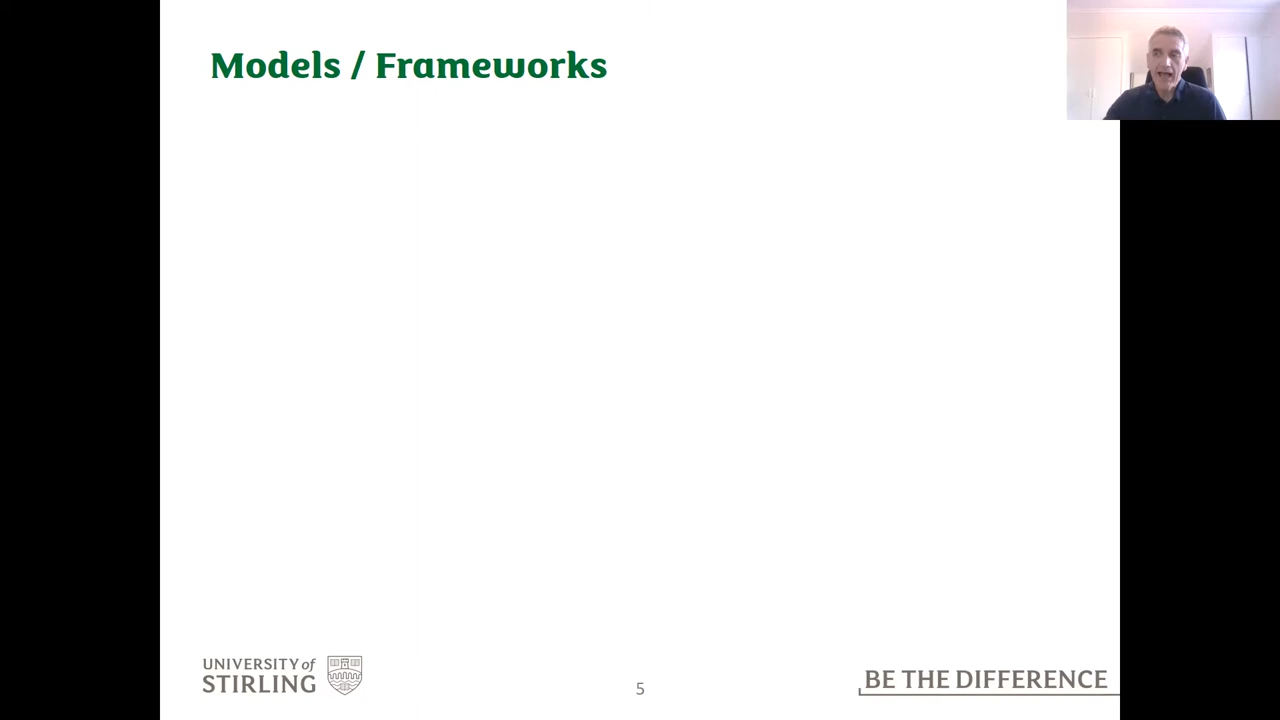 Models / Frameworks
UNIVERSITY of
STIRLING
5
BE THE DIFFERENCE